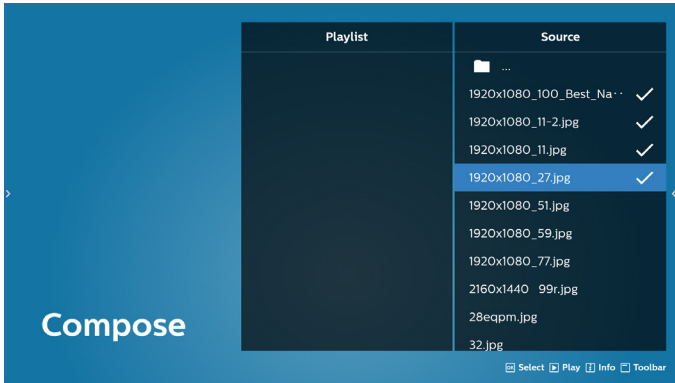 Playlist
Source
...
1920x1080_100_Best_Na··
1920x1080_11-2.jpg
1920x1080_11.jpg
1920x1080_27.jpg
1920x1080_51.jpg
1920x1080_59.jpg
1920x1080_77.jpg
2160x1440 99r.jpg
28eqpm.jpg
32.jpg
Compose
OK Select Play i Info Toolbar